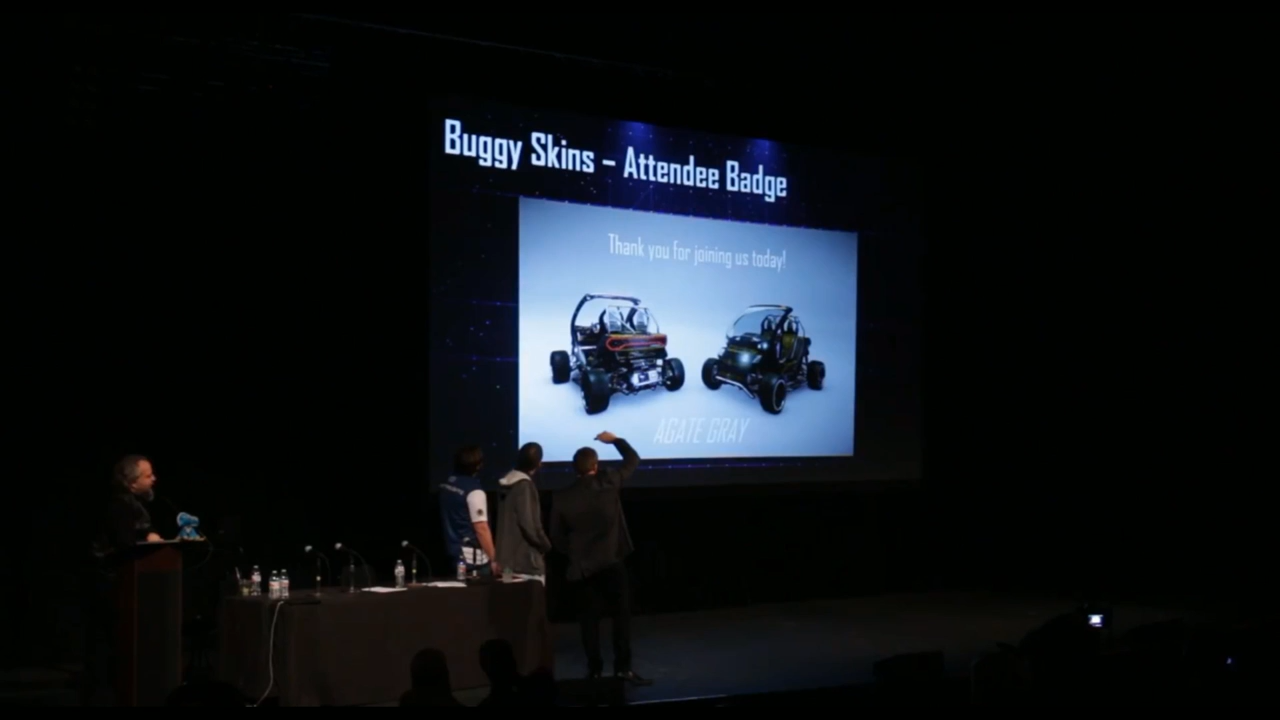 Buggy Skins – Attendee Badge
Thank you for joining us today!
AGATE GRAY